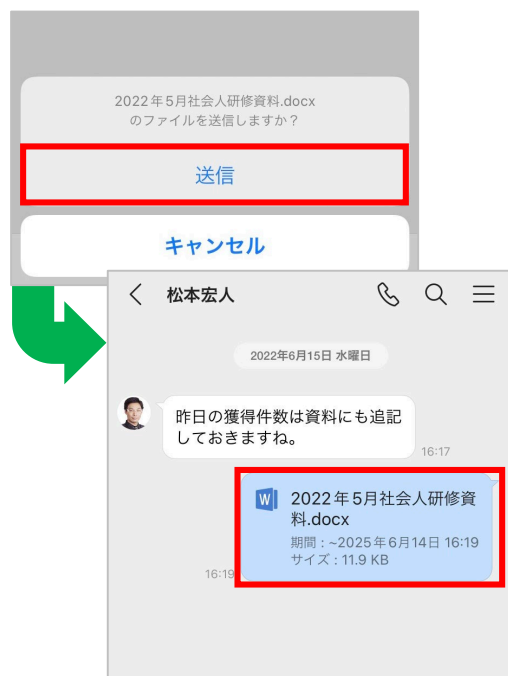 2022年5月社会人研修資料.docx
のファイルを送信しますか？
送信
キャンセル
松本宏人
2022年6月15日 水曜日
昨日の獲得件数は資料にも追記
しておきますね。
16:17
W
2022年5月社会人研修資
料.docx
期間：~2025年6月14日 16:19
サイズ：11.9 KB
16:19